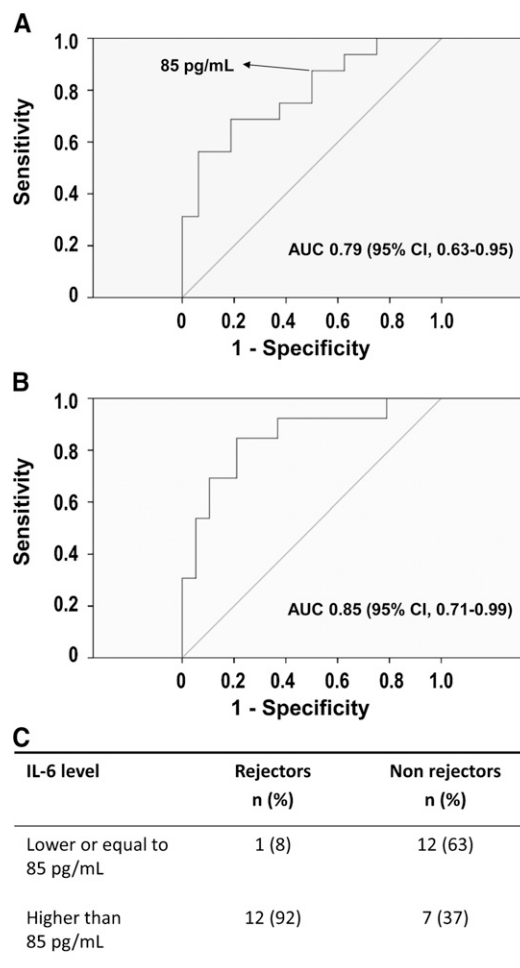 A
1.0
0.8
0.6
0.4
0.2
0
Sensitivity
85 pg/mL
AUC 0.79 (95% CI, 0.63-0.95)
0 0.2 0.4 0.6 0.8 1.0
1 - Specificity
B
1.0
0.8
0.6
0.4
0.2
0
Sensitivity
AUC 0.85 (95% CI, 0.71-0.99)
0 0.2 0.4 0.6 0.8 1.0
1 - Specificity
C
IL-6 level Rejectors Non rejectors
n (%) n (%)
Lower or equal to 1 (8) 12 (63)
85 pg/mL
Higher than 12 (92) 7 (37)
85 pg/mL